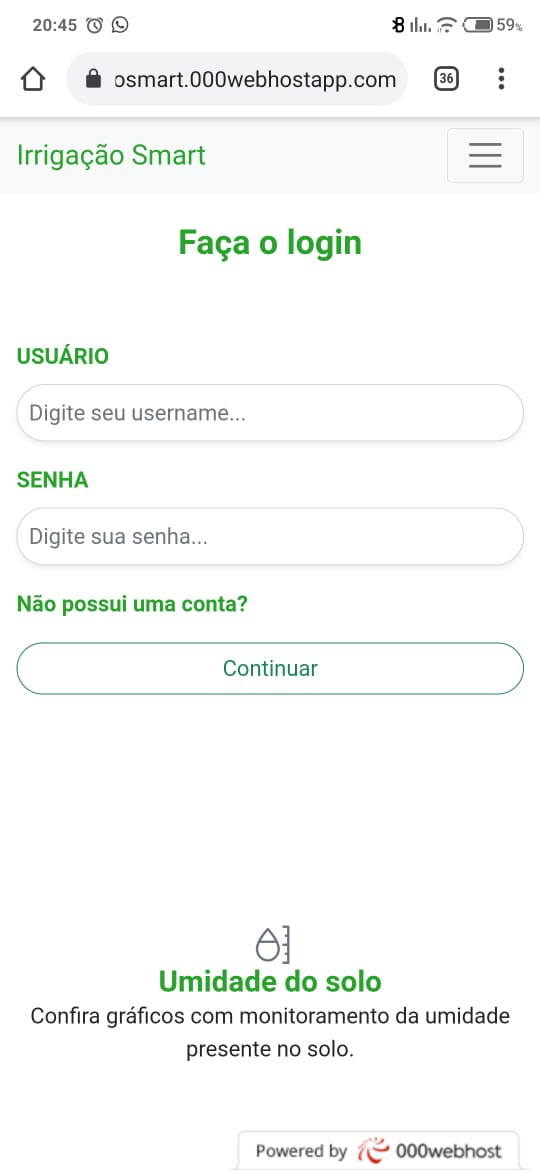 20:45 59%
osmart.000webhostapp.com 36
Irrigação Smart
Faça o login
USUÁRIO
Digite seu username...
SENHA
Digite sua senha...
Não possui uma conta?
Continuar
Umidade do solo
Confira gráficos com monitoramento da umidade
presente no solo.
Powered by 000webhost